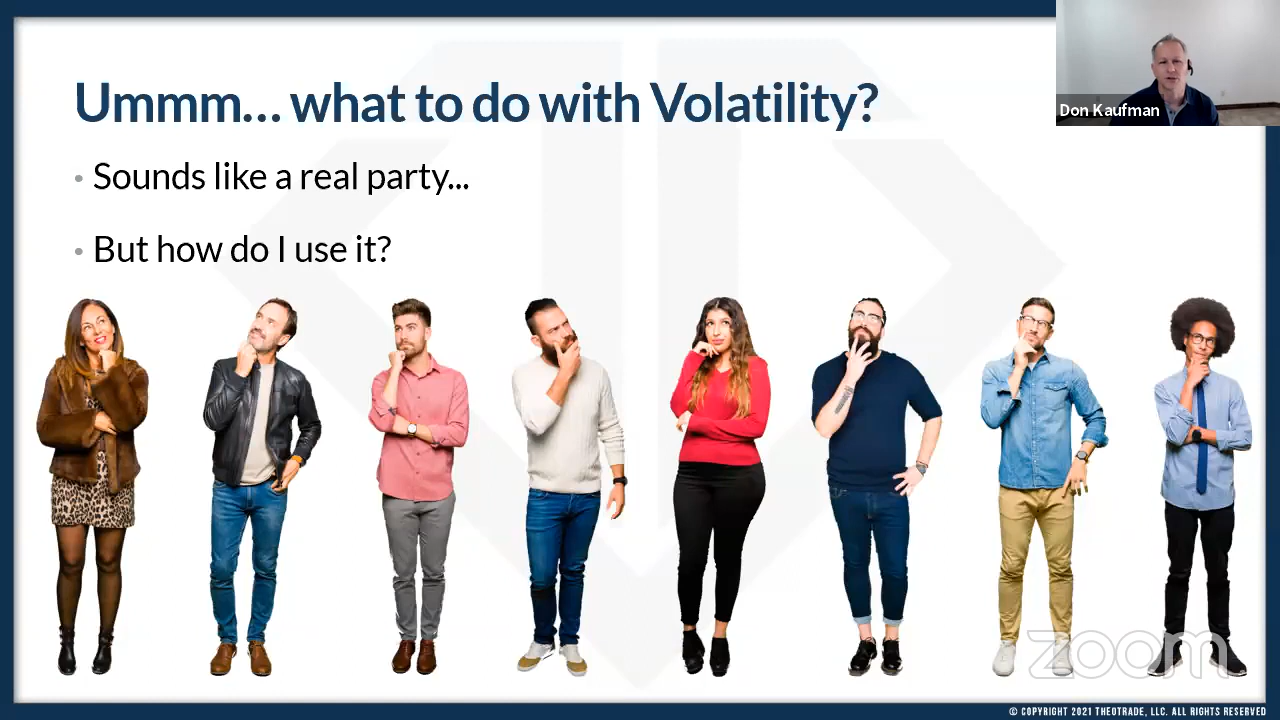 Ummm... what to do with Volatility?
Don Kaufman
• Sounds like a real party...
• But how do I use it?
zoom
© COPYRIGHT 2021 THEOTRADE, LLC. ALL RIGHTS RESERVED